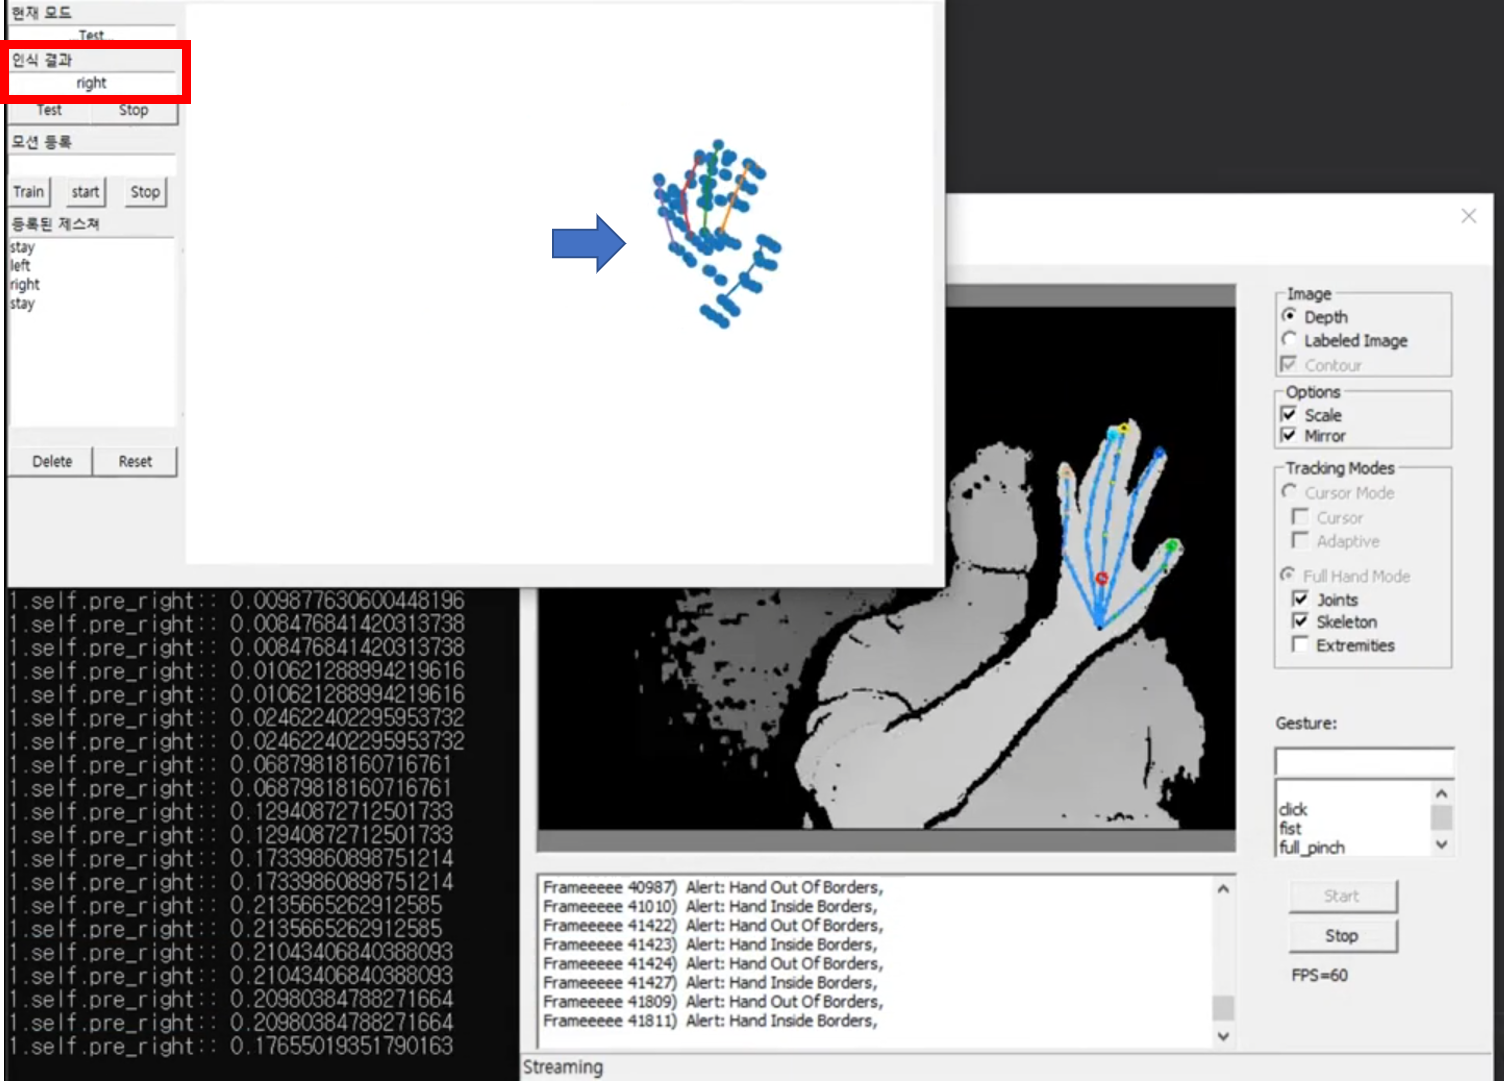 현재 모드
..Test..
인식 결과
right
Test Stop
모션 등록
Train start Stop
등록된 제스쳐
stay
left
right
stay
Delete Reset
1.self.pre_right:: 0.009877630600448196
1.self.pre_right:: 0.008476841420313738
1.self.pre_right:: 0.008476841420313738
1.self.pre_right:: 0.010621288994219616
1.self.pre_right:: 0.010621288994219616
1.self.pre_right:: 0.024622402295953732
1.self.pre_right:: 0.024622402295953732
1.self.pre_right:: 0.06879818160716761
1.self.pre_right:: 0.06879818160716761
1.self.pre_right:: 0.12940872712501733
1.self.pre_right:: 0.12940872712501733
1.self.pre_right:: 0.17339860898751214
1.self.pre_right:: 0.17339860898751214
1.self.pre_right:: 0.2135665262912585
1.self.pre_right:: 0.2135665262912585
1.self.pre_right:: 0.21043406840388093
1.self.pre_right:: 0.21043406840388093
1.self.pre_right:: 0.209803847882​71664
1.self.pre_right:: 0.20980384788271664
1.self.pre_right:: 0.17655019351790163
Image
Depth
Labeled Image
Contour
Options
Scale
Mirror
Tracking Modes
Cursor Mode
Cursor
Adaptive
Full Hand Mode
Joints
Skeleton
Extremities
Gesture:
click
fist
full_pinch
Start
Stop
FPS=60
Frameeeee 40987) Alert: Hand Out Of Borders,
Frameeeee 41010) Alert: Hand Inside Borders,
Frameeeee 41422) Alert: Hand Out Of Borders,
Frameeeee 41423) Alert: Hand Inside Borders,
Frameeeee 41424) Alert: Hand Out Of Borders,
Frameeeee 41427) Alert: Hand Inside Borders,
Frameeeee 41809) Alert: Hand Out Of Borders,
Frameeeee 41811) Alert: Hand Inside Borders,
Streaming